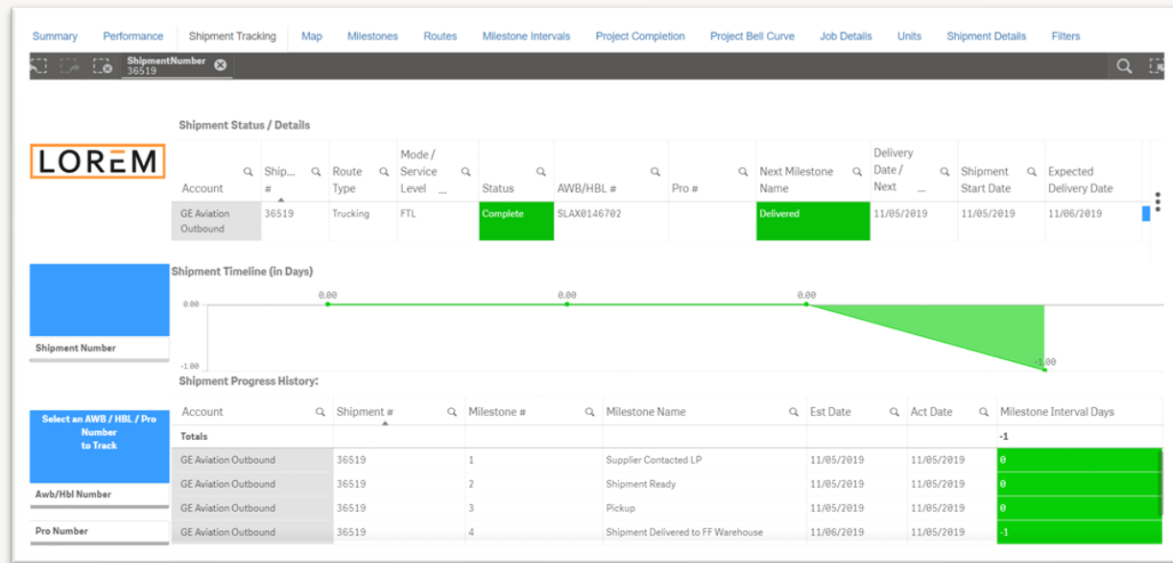 Summary Performance Shipment Tracking Map Milestones Routes Milestone Intervals Project Completion Project Bell Curve Job Details Units Shipment Details Filters
ShipmentNumber
36519
Shipment Status / Details
LOREM
Account Ship... # Route Type Mode / Service Level ... Status AWB/HBL # Pro # Next Milestone Name Delivery Date / Next ... Shipment Start Date Expected Delivery Date
GE Aviation Outbound 36519 Trucking FTL Complete SLAX0146702 Delivered 11/05/2019 11/05/2019 11/06/2019
Shipment Timeline (in Days)
0.00 0.00 0.00
0.00
Shipment Number
-1.00
-1.00
Shipment Progress History:
Select an AWB / HBL / Pro
Number
to Track
Awb/Hbl Number
Pro Number
Account Shipment # Milestone # Milestone Name Est Date Act Date Milestone Interval Days
Totals -1
GE Aviation Outbound 36519 1 Supplier Contacted LP 11/05/2019 11/05/2019 0
GE Aviation Outbound 36519 2 Shipment Ready 11/05/2019 11/05/2019 0
GE Aviation Outbound 36519 3 Pickup 11/05/2019 11/05/2019 0
GE Aviation Outbound 36519 4 Shipment Delivered to FF Warehouse 11/06/2019 11/05/2019 -1